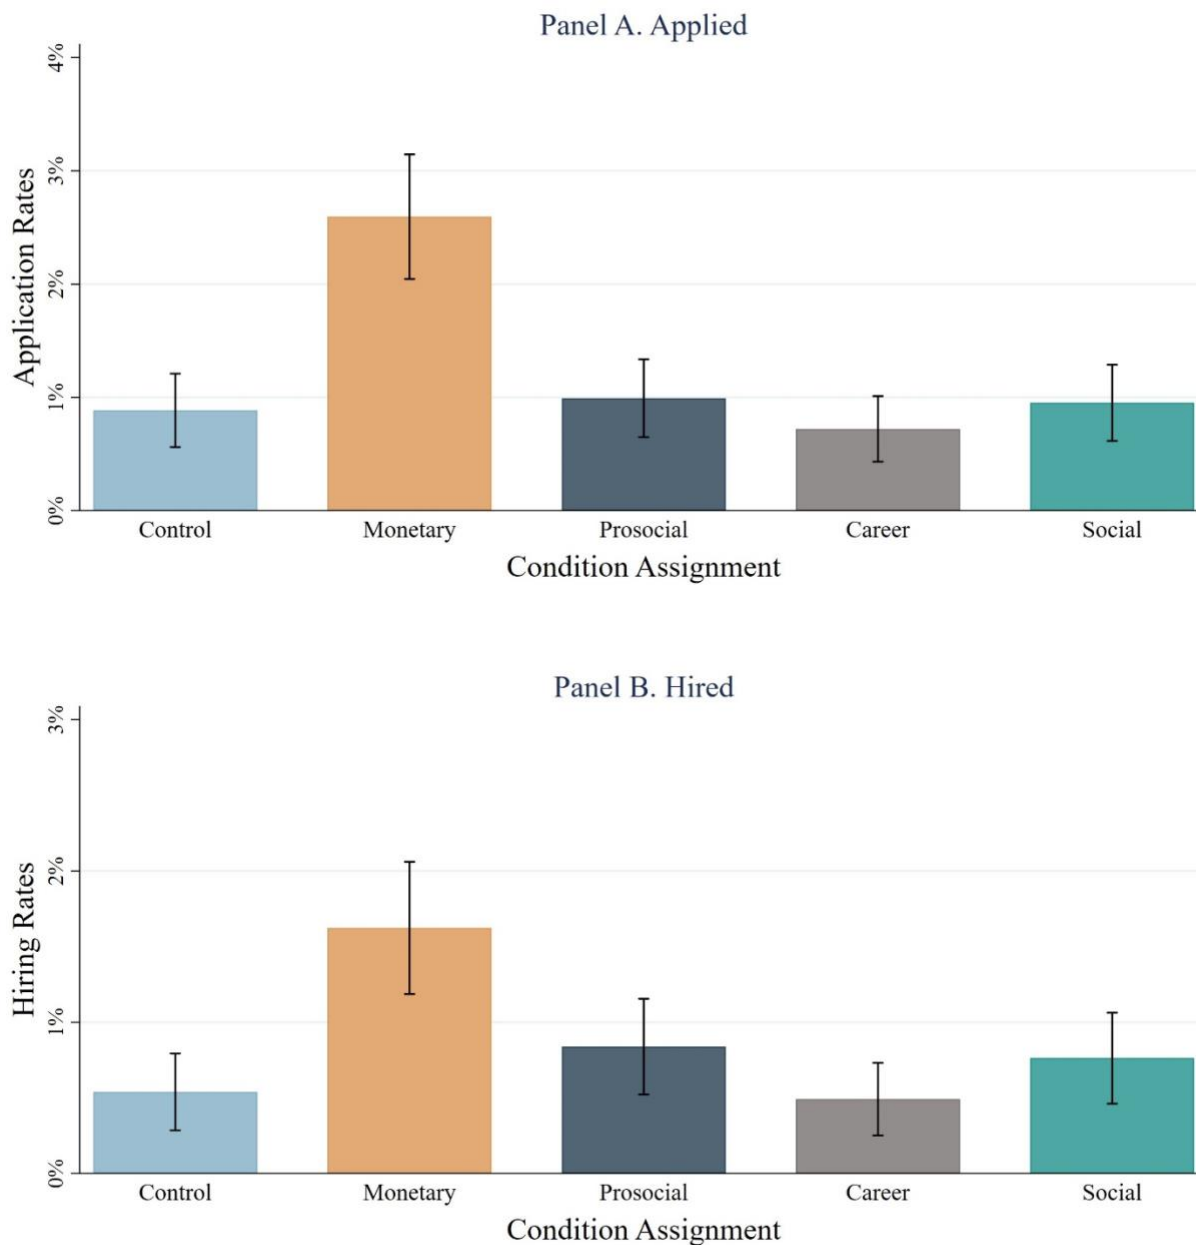 Panel A. Applied
4%
3%
2%
1%
0%
Application Rates
Control Monetary Prosocial Career Social
Condition Assignment
Panel B. Hired
3%
2%
1%
0%
Hiring Rates
Control Monetary Prosocial Career Social
Condition Assignment